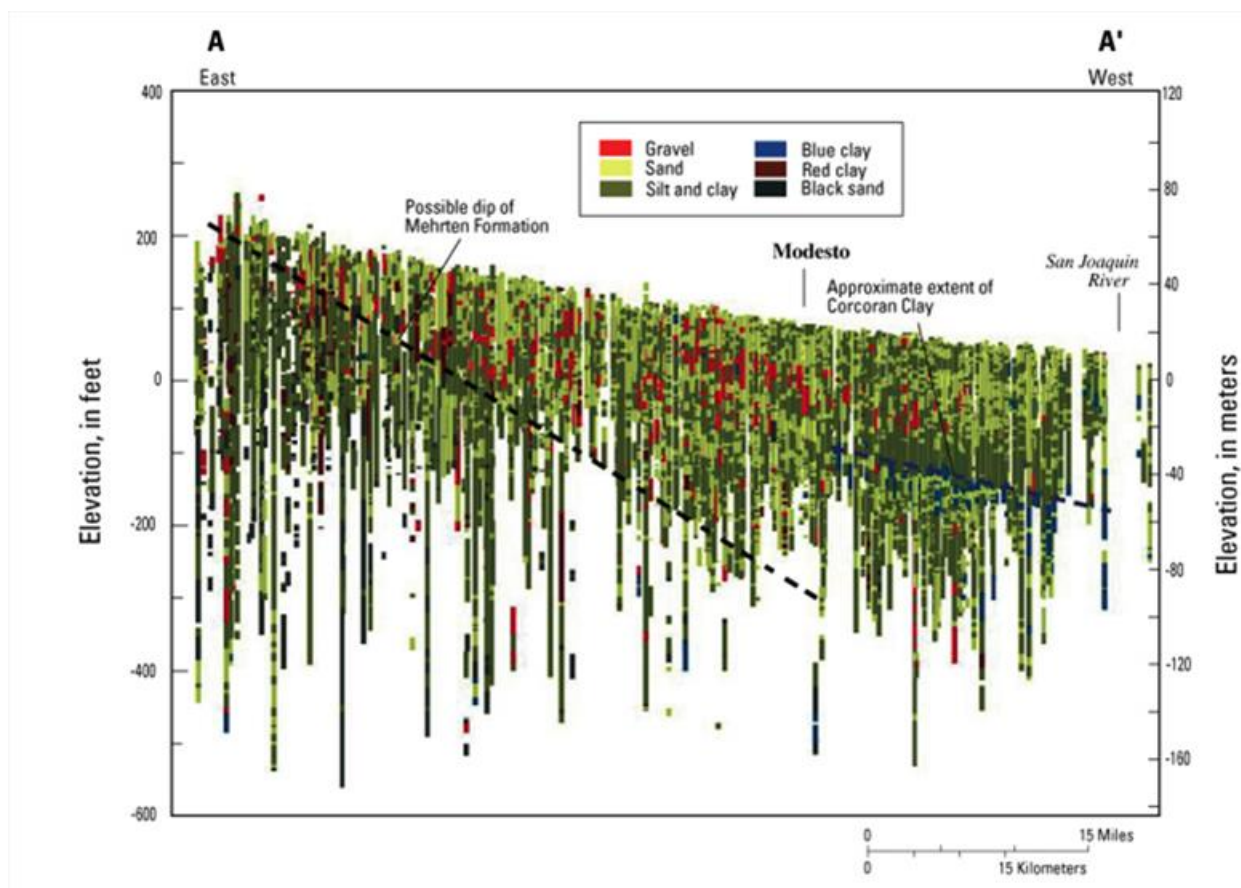 A
A'
East
West
400
200
0
-200
-400
-600
Elevation, in feet
120
80
40
0
-40
-80
-120
-160
Elevation, in meters
Gravel
Sand
Silt and clay
Blue clay
Red clay
Black sand
Possible dip of
Mehrten Formation
Modesto
Approximate extent of
Corcoran Clay
San Joaquin
River
0 15 Miles
0 15 Kilometers